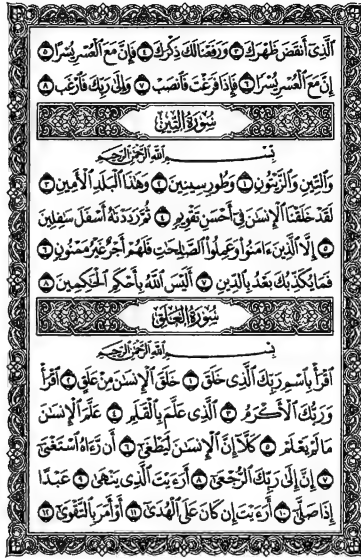 ٱلَّذِىٓ أَنقَضَ ظَهْرَكَ ٣ وَرَفَعْنَا لَكَ ذِكْرَكَ ٤ فَإِنَّ مَعَ ٱلْعُسْرِ يُسْرًا ٥
إِنَّ مَعَ ٱلْعُسْرِ يُسْرًا ٦ فَإِذَا فَرَغْتَ فَٱنصَبْ ٧ وَإِلَىٰ رَبِّكَ فَٱرْغَب ٨
سُورَةُ التِّينِ
بِسْمِ ٱللَّهِ ٱلرَّحْمَٰنِ ٱلرَّحِيمِ
وَٱلتِّينِ وَٱلزَّيْتُونِ ١ وَطُورِ سِينِينَ ٢ وَهَٰذَا ٱلْبَلَدِ ٱلْأَمِينِ ٣
لَقَدْ خَلَقْنَا ٱلْإِنسَٰنَ فِىٓ أَحْسَنِ تَقْوِيمٍ ٤ ثُمَّ رَدَدْنَٰهُ أَسْفَلَ سَٰفِلِينَ
٥ إِلَّا ٱلَّذِينَ ءَامَنُوا۟ وَعَمِلُوا۟ ٱلصَّٰلِحَٰتِ فَلَهُمْ أَجْرٌ غَيْرُ مَمْنُونٍ ٦
فَمَا يُكَذِّبُكَ بَعْدُ بِٱلدِّينِ ٧ أَلَيْسَ ٱللَّهُ بِأَحْكَمِ ٱلْحَٰكِمِينَ ٨
سُورَةُ العَلَقِ
بِسْمِ ٱللَّهِ ٱلرَّحْمَٰنِ ٱلرَّحِيمِ
ٱقْرَأْ بِٱسْمِ رَبِّكَ ٱلَّذِى خَلَقَ ١ خَلَقَ ٱلْإِنسَٰنَ مِنْ عَلَقٍ ٢ ٱقْرَأْ
وَرَبُّكَ ٱلْأَكْرَمُ ٣ ٱلَّذِى عَلَّمَ بِٱلْقَلَمِ ٤ عَلَّمَ ٱلْإِنسَٰنَ
مَا لَمْ يَعْلَمْ ٥ كَلَّآ إِنَّ ٱلْإِنسَٰنَ لَيَطْغَىٰٓ ٦ أَن رَّءَاهُ ٱسْتَغْنَىٰٓ
٧ إِنَّ إِلَىٰ رَبِّكَ ٱلرُّجْعَىٰٓ ٨ أَرَءَيْتَ ٱلَّذِى يَنْهَىٰ ٩ عَبْدًا
إِذَا صَلَّىٰٓ ١٠ أَرَءَيْتَ إِن كَانَ عَلَى ٱلْهُدَىٰٓ ١١ أَوْ أَمَرَ بِٱلتَّقْوَىٰٓ ١٢